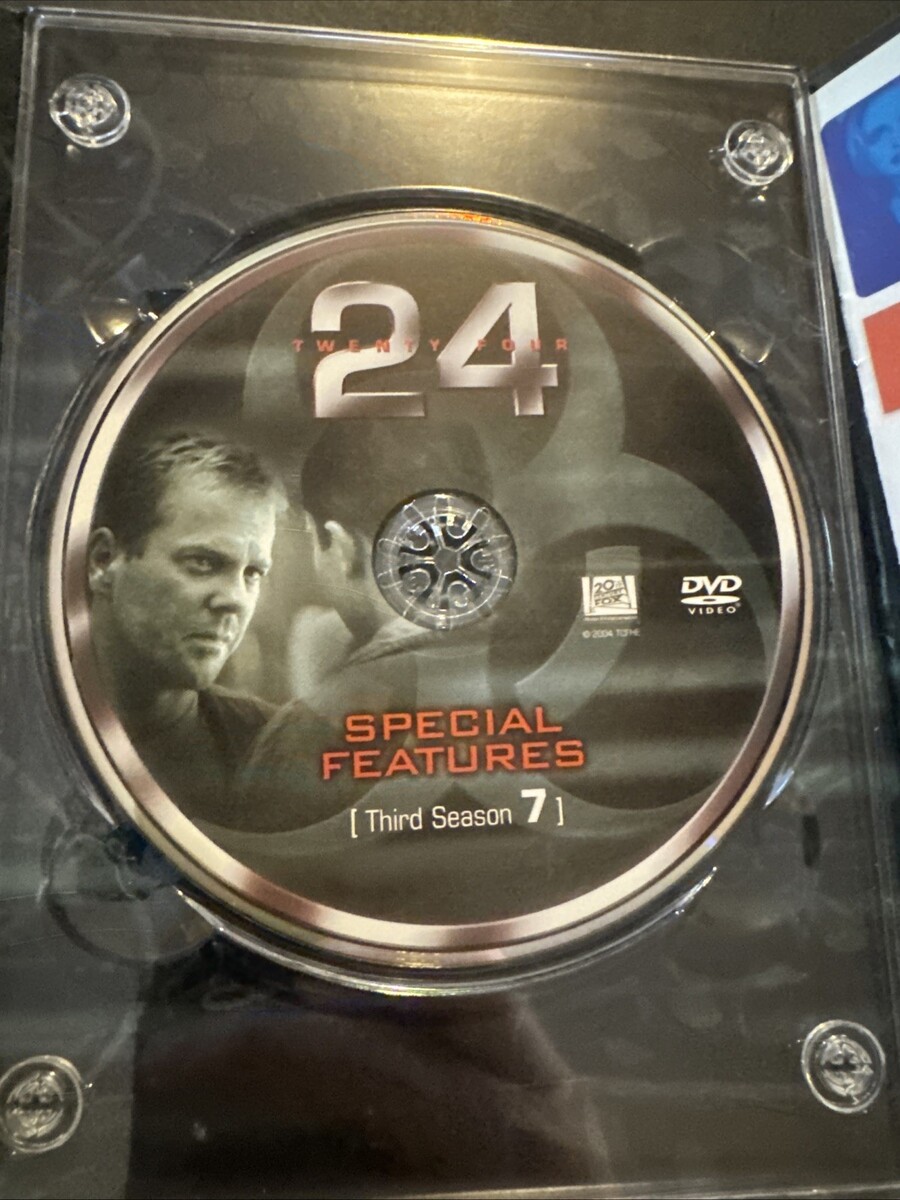 24
TWENTY FOUR
20th
CENTURY
FOX
© 2004 TCFHE
DVD
VIDEO
SPECIAL
FEATURES
[ Third Season 7 ]